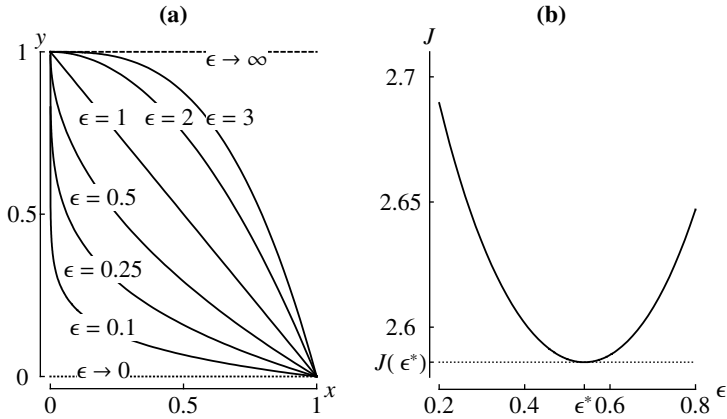 (a)
y
1
0.5
0
ϵ → ∞
ϵ = 1
ϵ = 2
ϵ = 3
ϵ = 0.5
ϵ = 0.25
ϵ = 0.1
ϵ → 0
0
0.5
1
x
(b)
J
2.7
2.65
2.6
J(ϵ*)
0.2
0.4
ϵ*
0.6
0.8
ϵ